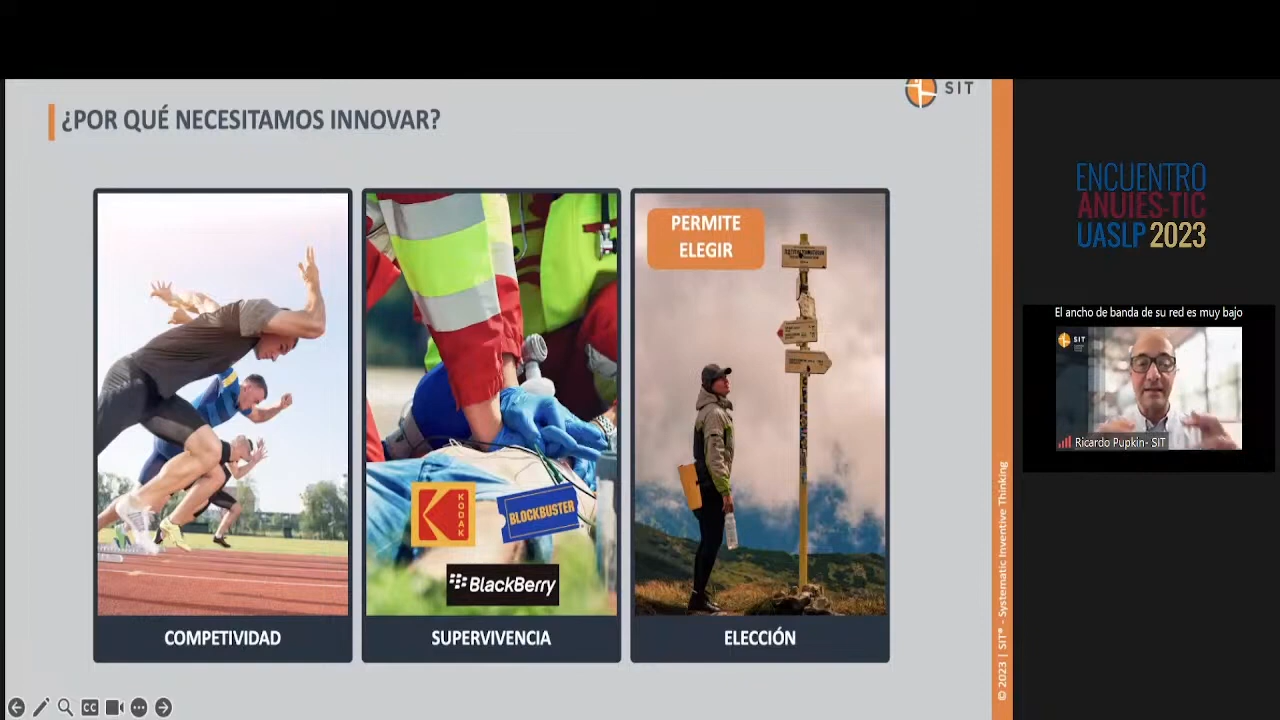 SIT
¿POR QUÉ NECESITAMOS INNOVAR?
PERMITE
ELEGIR
KODAK
BLOCKBUSTER
BlackBerry
COMPETIVIDAD
SUPERVIVENCIA
ELECCIÓN
© 2023 | SIT® - Systematic Inventive Thinking
CC
ENCUENTRO
ANUIES-TIC
UASLP 2023
El ancho de banda de su red es muy bajo
SIT
Ricardo Pupkin- SIT